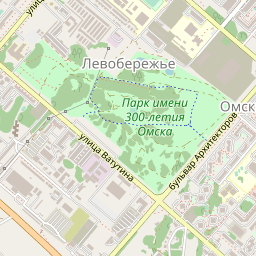 Левобережье
Парк имени
300-летия
Омска
Омск
улица Ватутина
бульвар Архитекторов